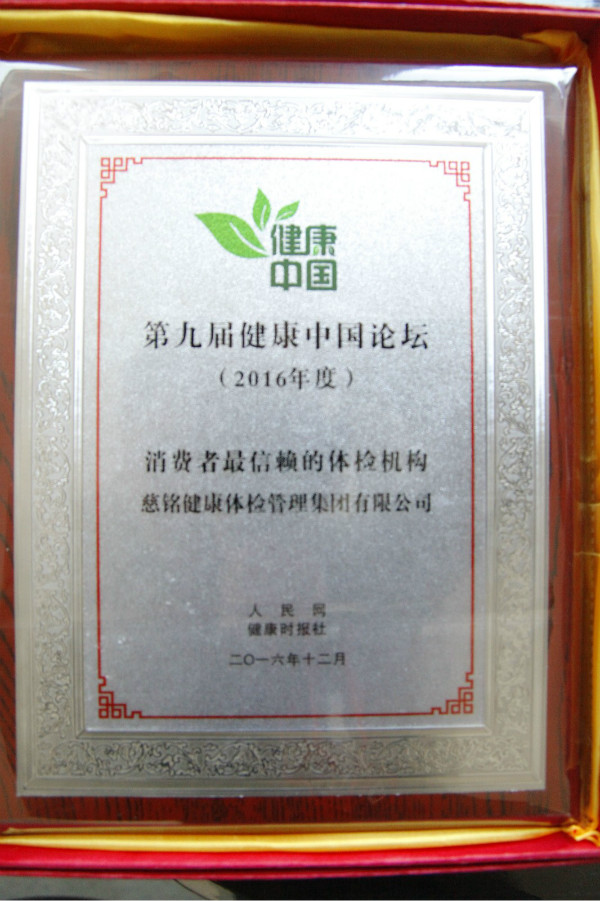 健康
中国
第九届健康中国论坛
（2016年度）
消费者最信赖的体检机构
慈铭健康体检管理集团有限公司
人民网
健康时报社
二〇一六年十二月